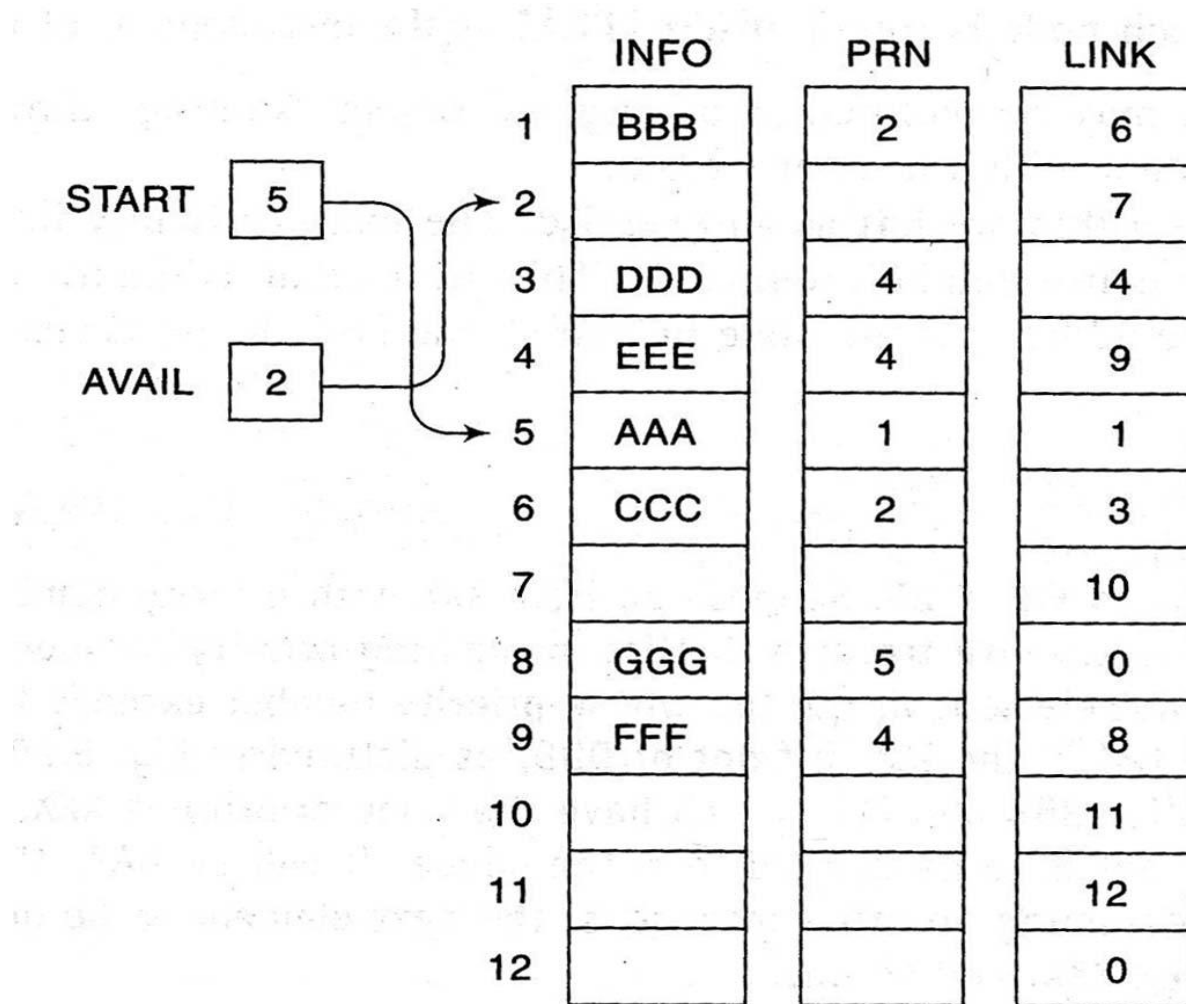 INFO PRN LINK
1 BBB 2 6
START 5
2 7
3 DDD 4 4
4 EEE 4 9
AVAIL 2
5 AAA 1 1
6 CCC 2 3
7 10
8 GGG 5 0
9 FFF 4 8
10 11
11 12
12 0